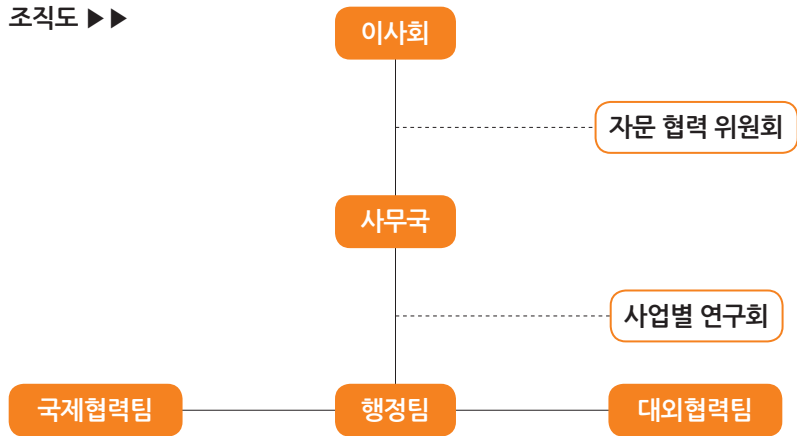 조직도 ▶▶
이사회
자문 협력 위원회
사무국
사업별 연구회
국제협력팀
행정팀
대외협력팀